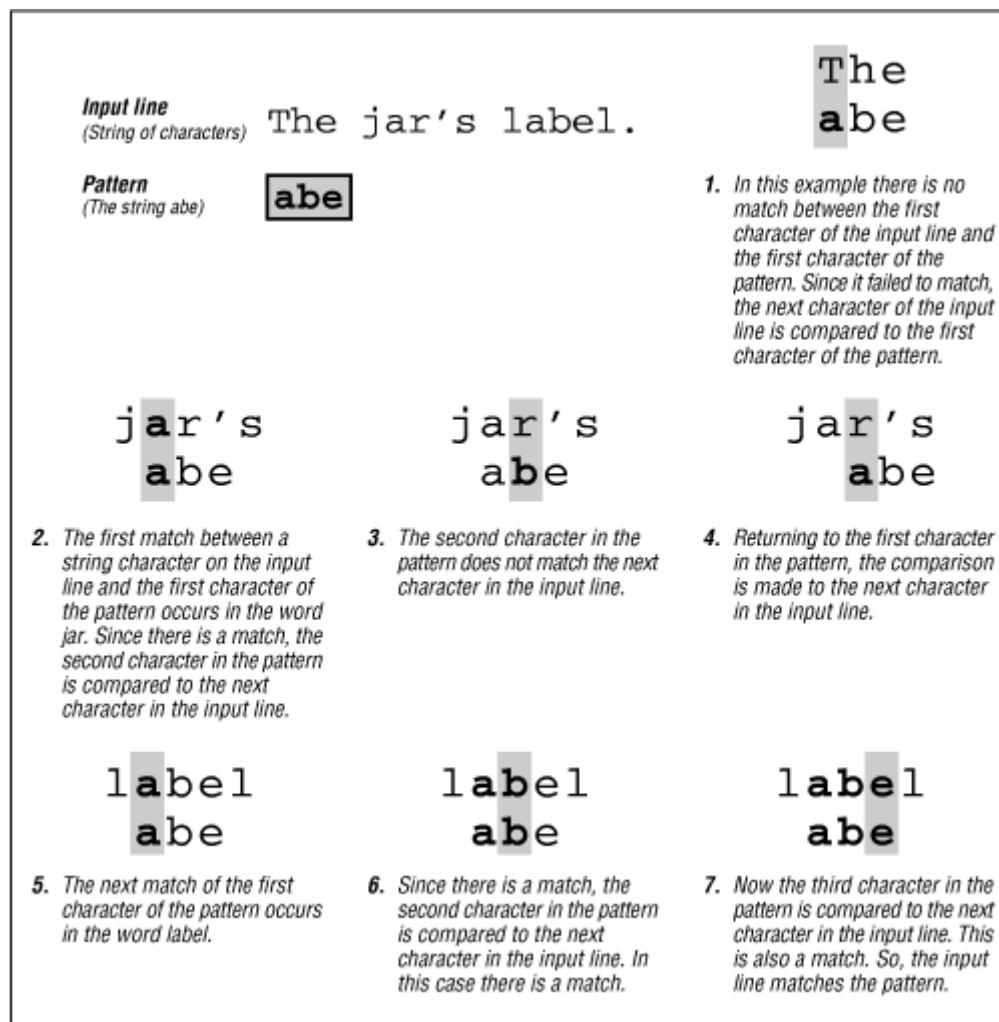 Input line
(String of characters)
The jar's label.
Pattern
(The string abe)
abe
The
abe
1. In this example there is no
match between the first
character of the input line and
the first character of the
pattern. Since it failed to match,
the next character of the input
line is compared to the first
character of the pattern.
jar's
abe
2. The first match between a
string character on the input
line and the first character of
the pattern occurs in the word
jar. Since there is a match, the
second character in the pattern
is compared to the next
character in the input line.
jar's
abe
3. The second character in the
pattern does not match the next
character in the input line.
jar's
abe
4. Returning to the first character
in the pattern, the comparison
is made to the next character
in the input line.
label
abe
5. The next match of the first
character of the pattern occurs
in the word label.
label
abe
6. Since there is a match, the
second character in the pattern
is compared to the next
character in the input line. In
this case there is a match.
label
abe
7. Now the third character in the
pattern is compared to the next
character in the input line. This
is also a match. So, the input
line matches the pattern.